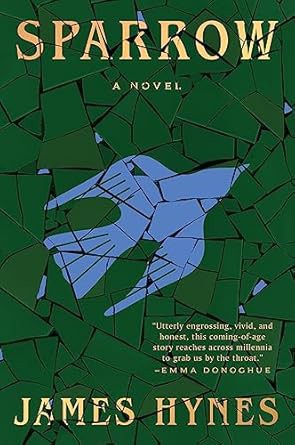 SPARROW
A NOVEL
"Utterly engrossing, vivid, and
honest, this coming-of-age
story reaches across millennia
to grab us by the throat."
–EMMA DONOGHUE
JAMES HYNES